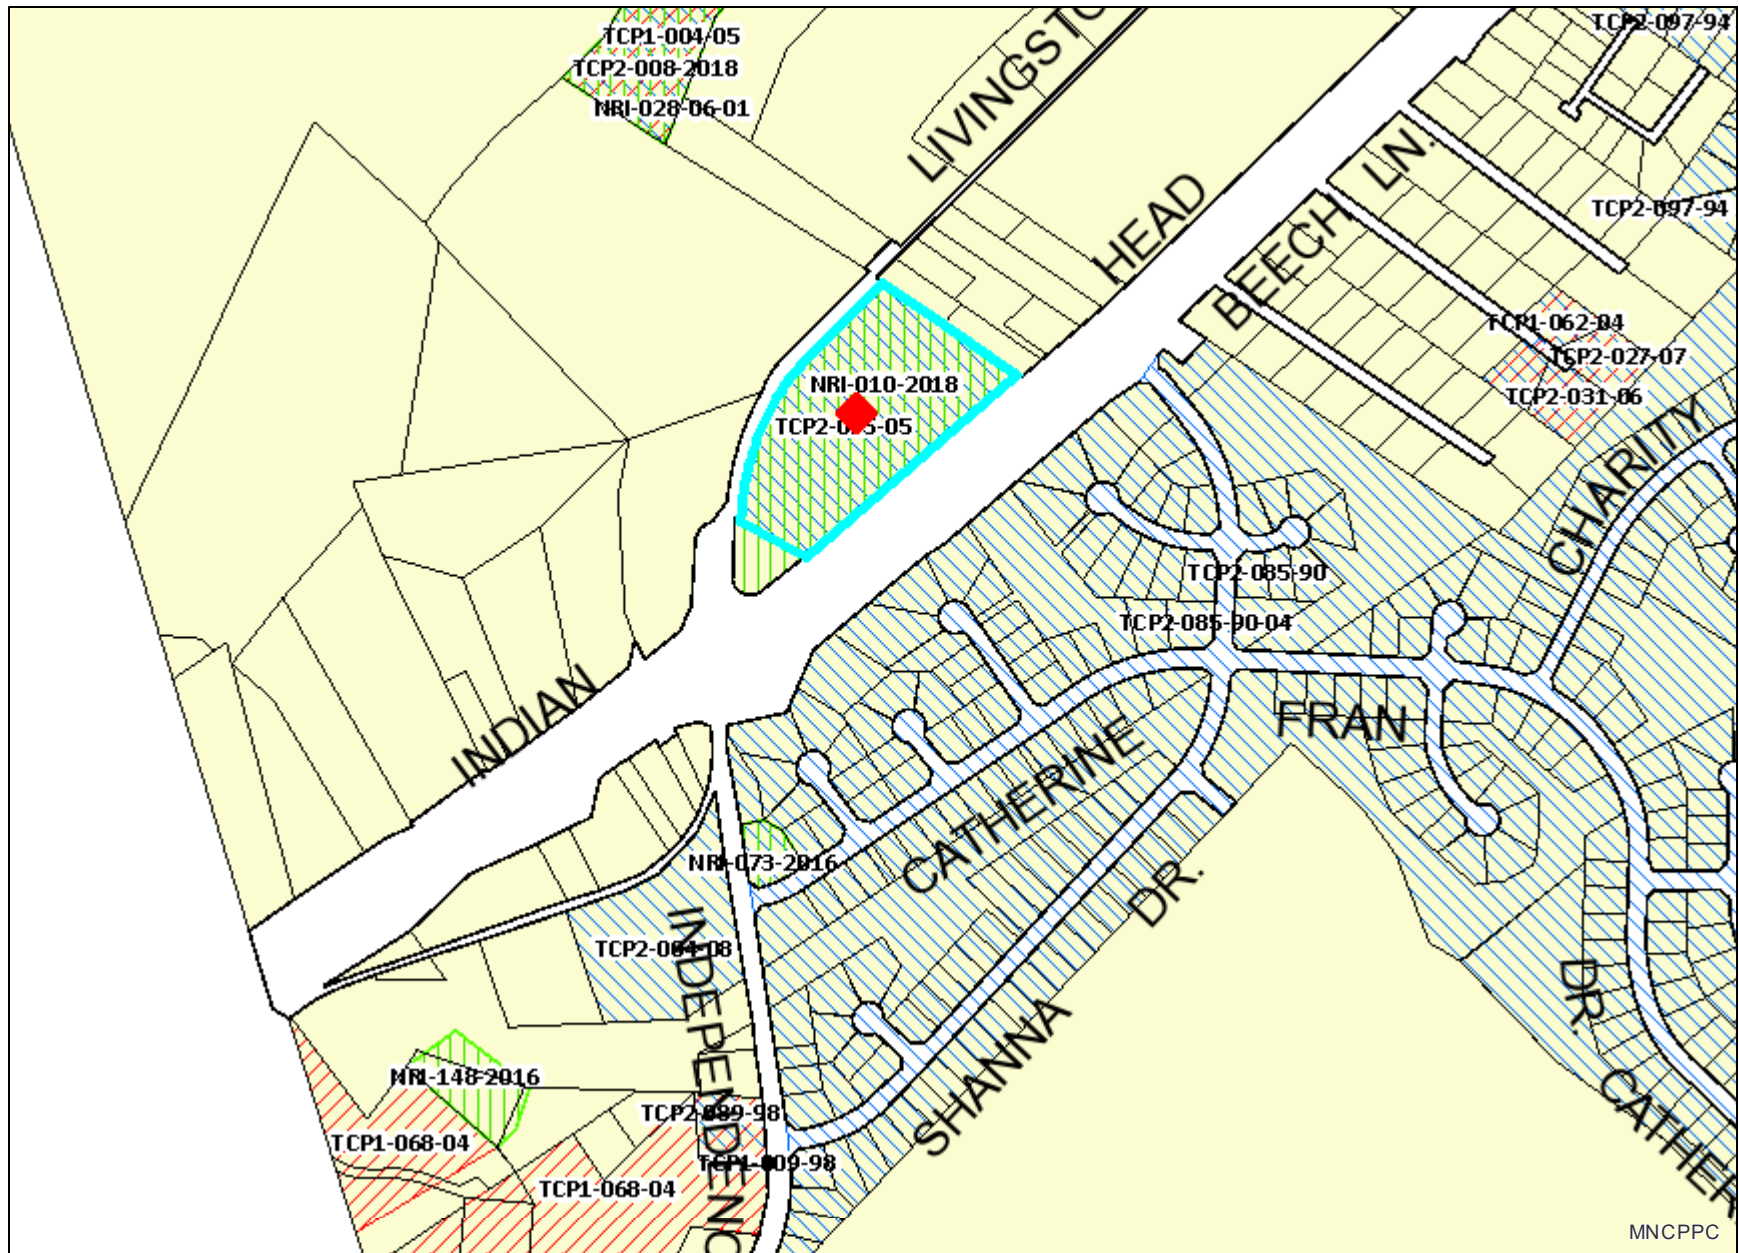 TCP1-004-05
TCP2-008-2018
NRI-028-06-01
LIVINGSTO
TCP2-097-94
HEAD
BEECH LN.
TCP2-097-94
NRI-010-2018
TCP1-062-04
TCP2-027-07
TCP2-031-06
CHARITY
TCP2-085-90
TCP2-085-90-04
INDIAN
FRAN
CATHERINE
NRI-073-2016
DR.
TCP2-064-08
INDEPENDENC
SHANNA
DR
NRI-148-2016
CATHER
TCP2-089-98
TCP1-068-04
TCP1-009-98
TCP1-068-04
MNCPPC